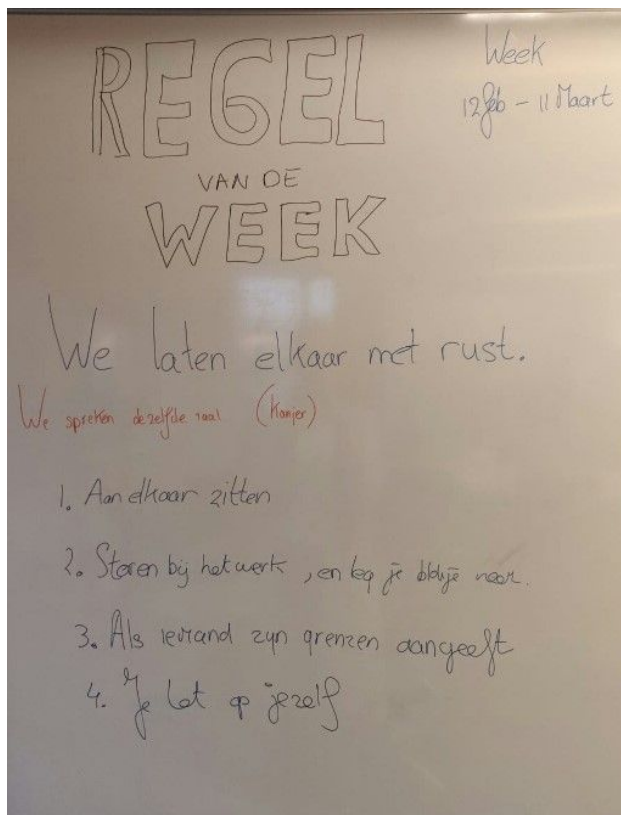 REGEL
VAN DE
WEEK
Week
12 feb - 11 Maart
We laten elkaar met rust.
We spreken dezelfde taal (Kanjer)
1. Aan elkaar zitten
2. Storen bij het werk, en leg je blokje neer.
3. Als iemand zijn grenzen aangeeft
4. Je let op jezelf